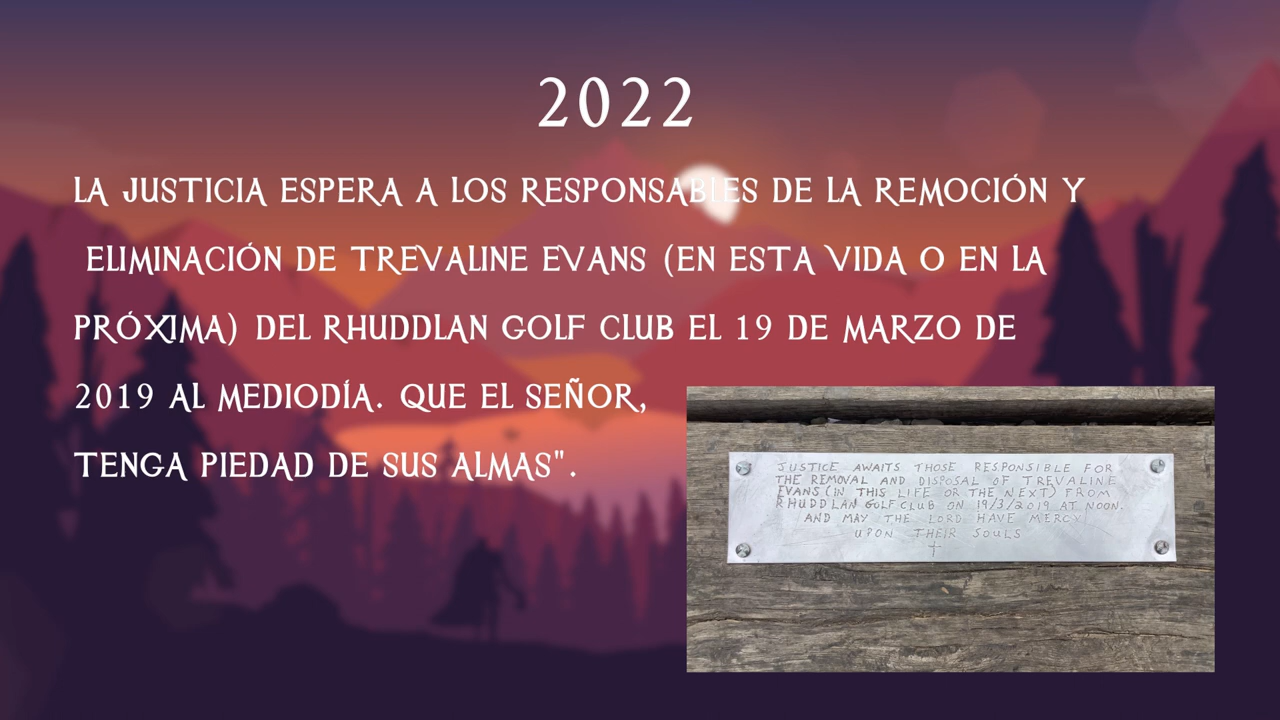 2022
LA JUSTICIA ESPERA A LOS RESPONSABLES DE LA REMOCIÓN Y
ELIMINACIÓN DE TREVALINE EVANS (EN ESTA VIDA O EN LA
PRÓXIMA) DEL RHUDDLAN GOLF CLUB EL 19 DE MARZO DE
2019 AL MEDIODÍA. QUE EL SEÑOR,
TENGA PIEDAD DE SUS ALMAS".
JUSTICE AWAITS THOSE RESPONSIBLE FOR
THE REMOVAL AND DISPOSAL OF TREVALINE
EVANS (IN THIS LIFE OR THE NEXT) FROM
RHUDDLAN GOLF CLUB ON 19/3/2019 AT NOON.
AND MAY THE LORD HAVE MERCY
UPON THEIR SOULS